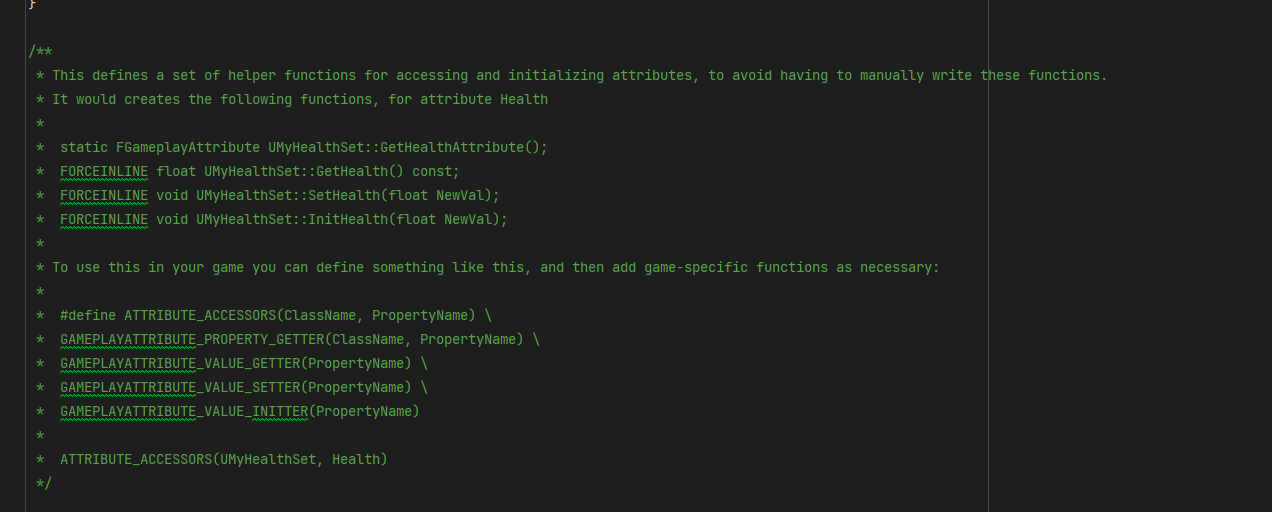 }
/**
* This defines a set of helper functions for accessing and initializing attributes, to avoid having to manually write these functions.
* It would creates the following functions, for attribute Health
*
*  static FGameplayAttribute UMyHealthSet::GetHealthAttribute();
*  FORCEINLINE float UMyHealthSet::GetHealth() const;
*  FORCEINLINE void UMyHealthSet::SetHealth(float NewVal);
*  FORCEINLINE void UMyHealthSet::InitHealth(float NewVal);
*
* To use this in your game you can define something like this, and then add game-specific functions as necessary:
*
*  #define ATTRIBUTE_ACCESSORS(ClassName, PropertyName) \
*  GAMEPLAYATTRIBUTE_PROPERTY_GETTER(ClassName, PropertyName) \
*  GAMEPLAYATTRIBUTE_VALUE_GETTER(PropertyName) \
*  GAMEPLAYATTRIBUTE_VALUE_SETTER(PropertyName) \
*  GAMEPLAYATTRIBUTE_VALUE_INITTER(PropertyName)
*
*  ATTRIBUTE_ACCESSORS(UMyHealthSet, Health)
*/